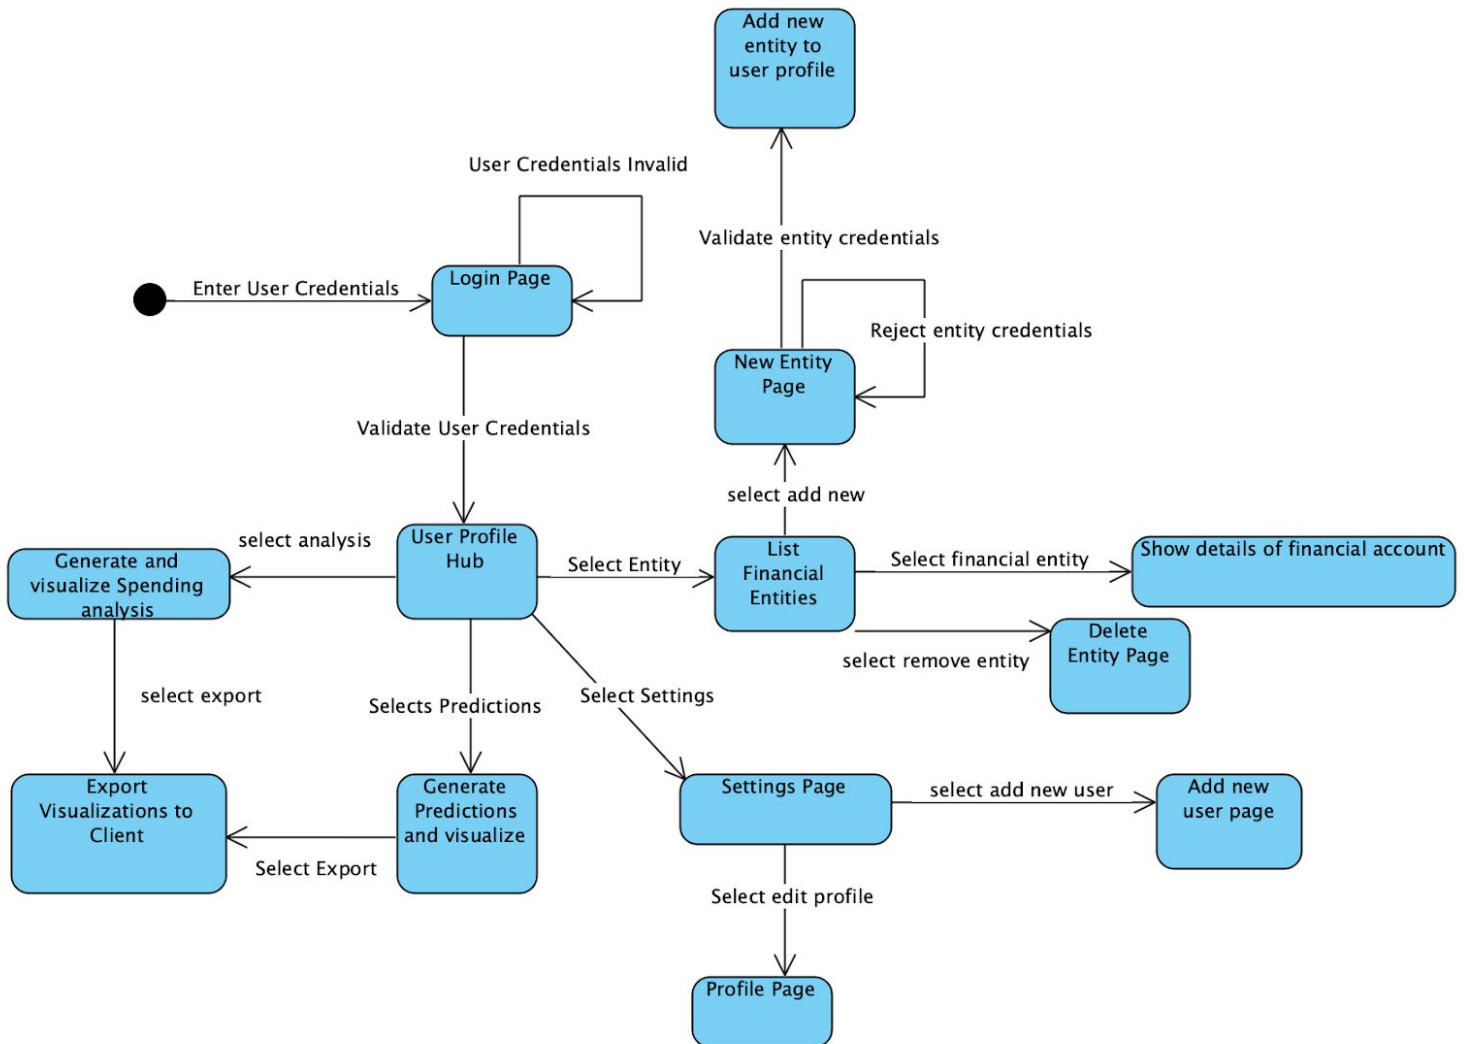 Add new
entity to
user profile
User Credentials Invalid
Validate entity credentials
Login Page
Enter User Credentials
Reject entity credentials
New Entity
Page
Validate User Credentials
select add new
select analysis
User Profile
Hub
Generate and
visualize Spending
analysis
Select Entity
List
Financial
Entities
Select financial entity
Show details of financial account
Delete
Entity Page
select remove entity
select export
Selects Predictions
Select Settings
Export
Visualizations to
Client
Generate
Predictions
and visualize
Select Export
Settings Page
select add new user
Add new
user page
Select edit profile
Profile Page